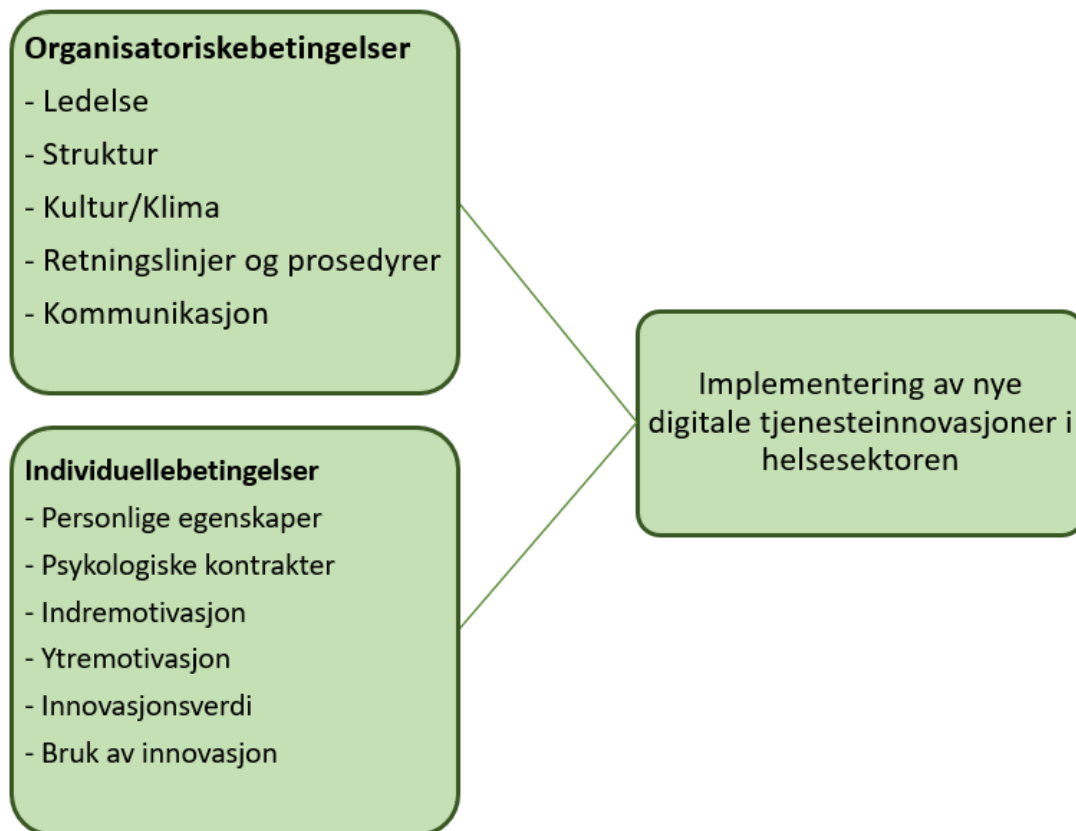 Organisatoriskebetingelser
- Ledelse
- Struktur
- Kultur/Klima
- Retningslinjer og prosedyrer
- Kommunikasjon
Individuellebetingelser
- Personlige egenskaper
- Psykologiske kontrakter
- Indremotivasjon
- Ytremotivasjon
- Innovasjonsverdi
- Bruk av innovasjon
Implementering av nye
digitale tjenesteinnovasjoner i
helsesektoren